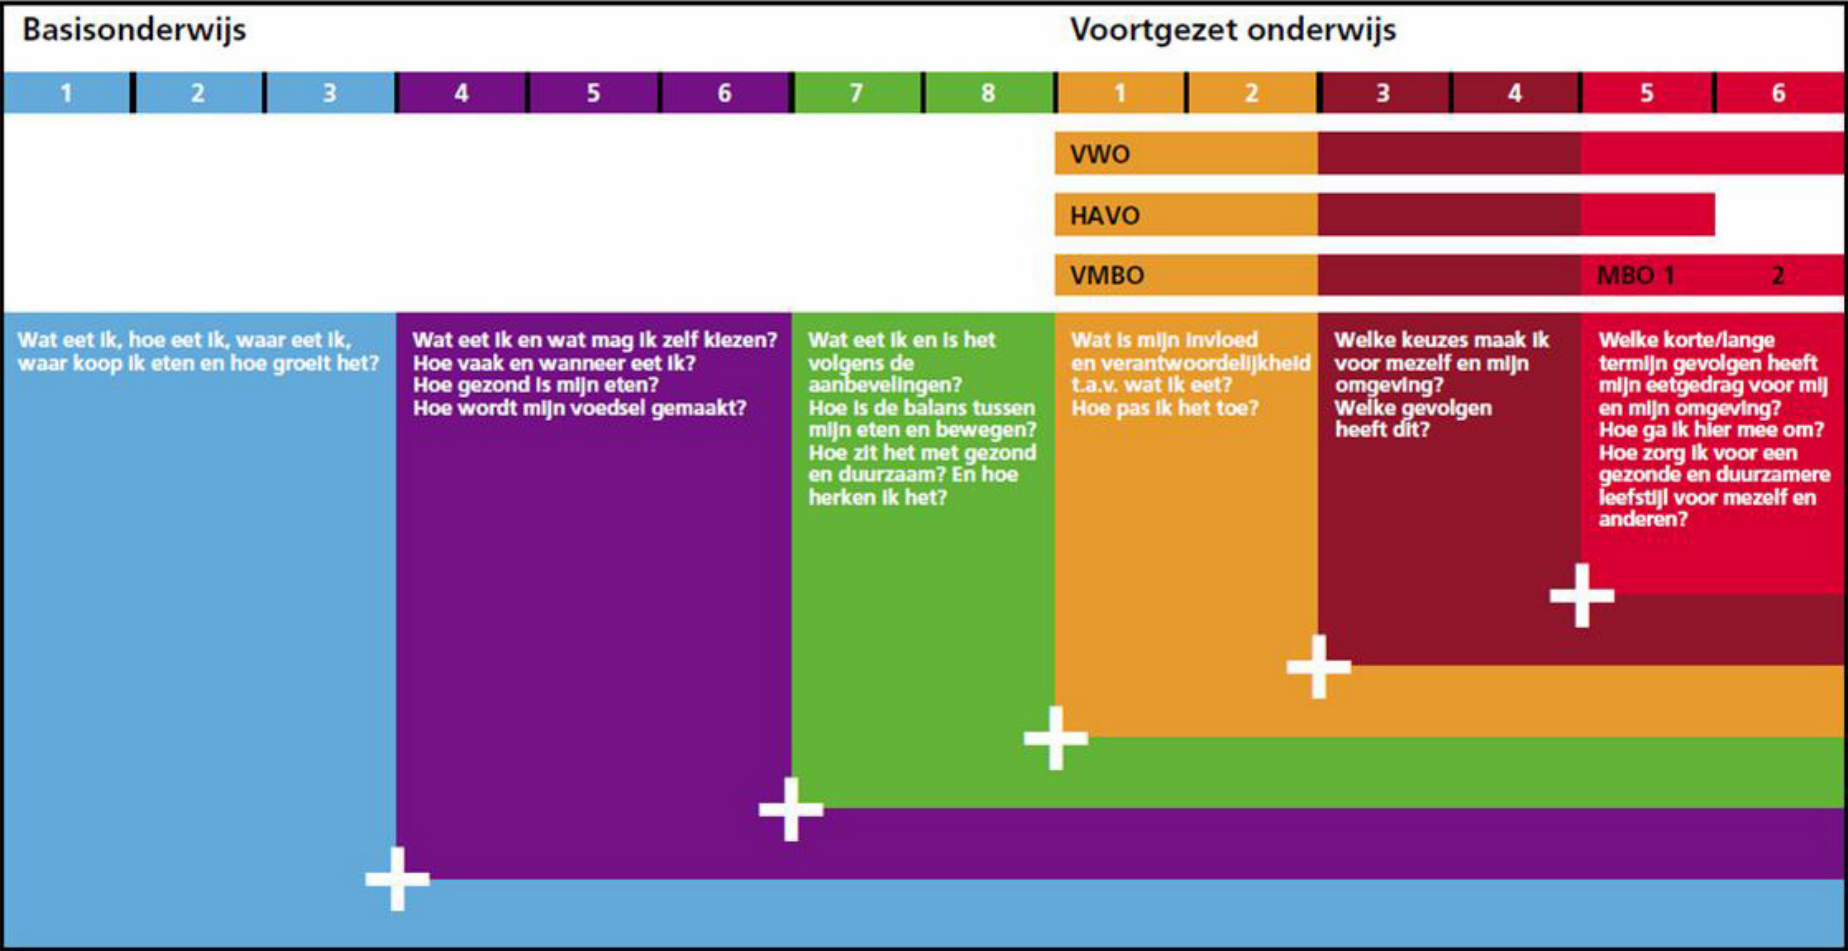 Basisonderwijs
Voortgezet onderwijs
1 2 3 4 5 6 7 8 1 2 3 4 5 6
VWO
HAVO
VMBO
MBO 1 2
Wat eet ik, hoe eet ik, waar eet ik,
waar koop ik eten en hoe groeit het?
Wat eet ik en wat mag ik zelf kiezen?
Hoe vaak en wanneer eet ik?
Hoe gezond is mijn eten?
Hoe wordt mijn voedsel gemaakt?
Wat eet ik en is het
volgens de
aanbevelingen?
Hoe is de balans tussen
mijn eten en bewegen?
Hoe zit het met gezond
en duurzaam? En hoe
herken ik het?
Wat is mijn invloed
en verantwoordelijkheid
t.a.v. wat ik eet?
Hoe pas ik het toe?
Welke keuzes maak ik
voor mezelf en mijn
omgeving?
Welke gevolgen
heeft dit?
Welke korte/lange
termijn gevolgen heeft
mijn eetgedrag voor mij
en mijn omgeving?
Hoe ga ik hier mee om?
Hoe zorg ik voor een
gezonde en duurzamere
leefstijl voor mezelf en
anderen?